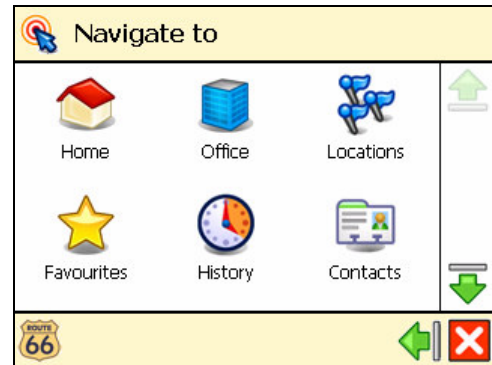 Navigate to
Home Office Locations
Favourites History Contacts
ROUTE
66